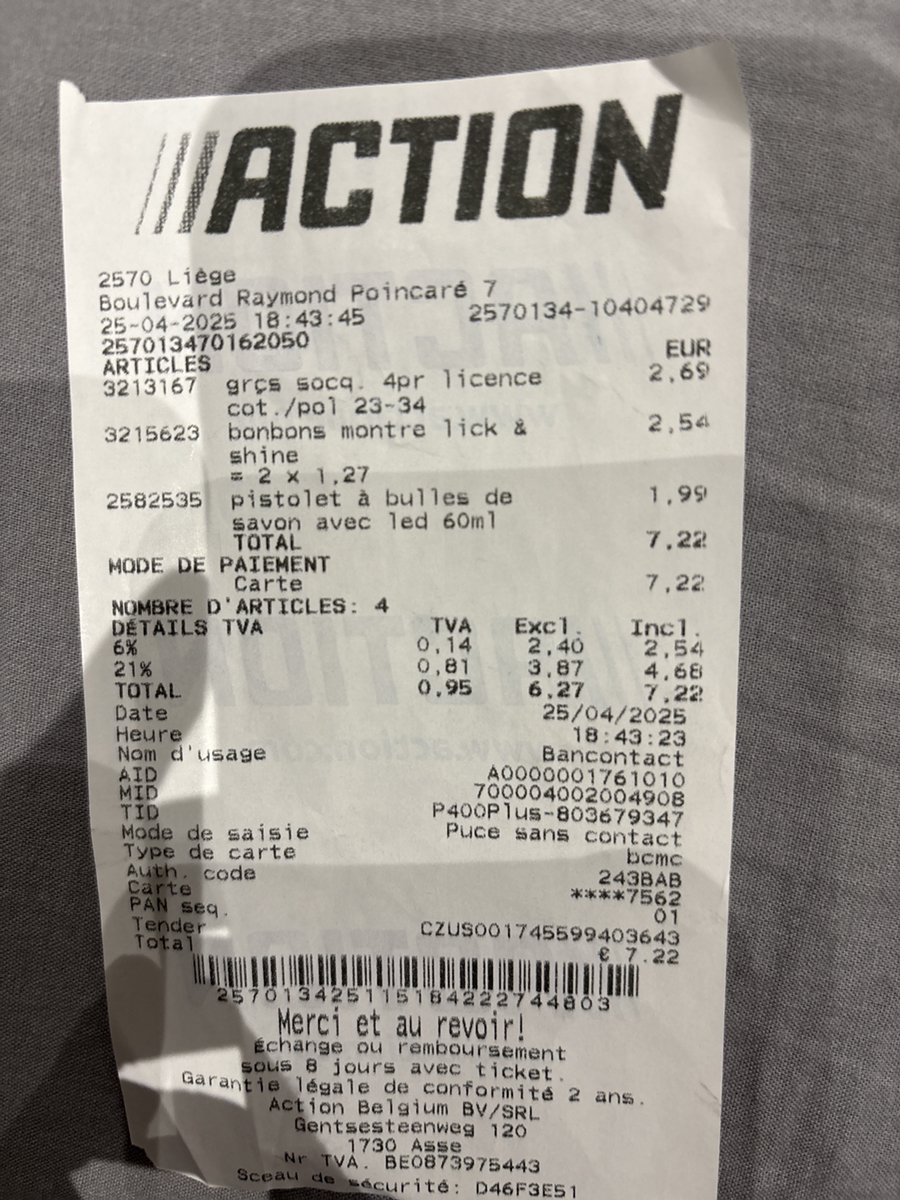 ACTION
2570 Liège
Boulevard Raymond Poincaré 7
25-04-2025 18:43:45 2570134-10404729
257013470162050
ARTICLES EUR
3213167 grçs socq. 4pr licence 2,69
cot./pol 23-34
3215623 bonbons montre lick & 2,54
shine
= 2 x 1,27
2582535 pistolet à bulles de 1,99
savon avec led 60ml
TOTAL 7,22
MODE DE PAIEMENT
Carte 7,22
NOMBRE D'ARTICLES: 4
DÉTAILS TVA TVA Excl. Incl.
6% 0,14 2,40 2,54
21% 0,81 3,87 4,68
TOTAL 0,95 6,27 7,22
Date 25/04/2025
Heure 18:43:23
Nom d'usage Bancontact
AID A0000001761010
MID 700004002004908
TID P400Plus-803679347
Mode de saisie Puce sans contact
Type de carte bcmc
Auth. code 243BAB
Carte ****7562
PAN seq. 01
Tender CZUS001745599403643
Total € 7.22
257013425115184222744803
Merci et au revoir!
Échange ou remboursement
sous 8 jours avec ticket.
Garantie légale de conformité 2 ans.
Action Belgium BV/SRL
Gentsesteenweg 120
1730 Asse
Nr TVA. BE0873975443
Sceau de sécurité: D46F3E51